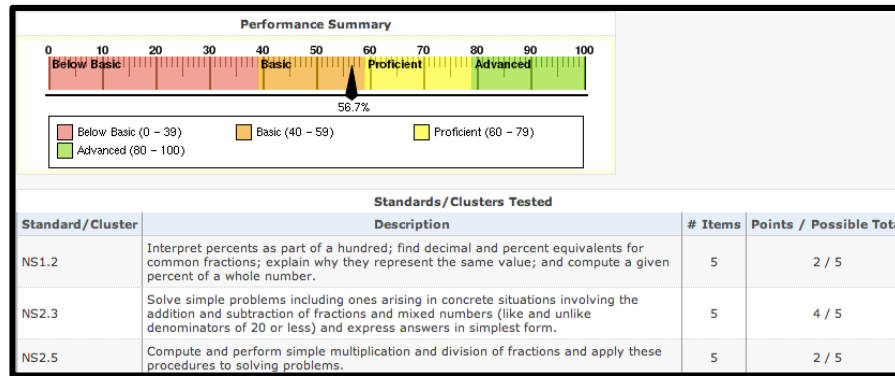 Performance Summary
0 10 20 30 40 50 60 70 80 90 100
Below Basic Basic Proficient Advanced
56.7%
Below Basic (0 - 39) Basic (40 - 59) Proficient (60 - 79)
Advanced (80 - 100)
Standards/Clusters Tested
Standard/Cluster Description # Items Points / Possible Tota
Interpret percents as part of a hundred; find decimal and percent equivalents for
NS1.2 common fractions; explain why they represent the same value; and compute a given 5 2 / 5
percent of a whole number.
Solve simple problems including ones arising in concrete situations involving the
NS2.3 addition and subtraction of fractions and mixed numbers (like and unlike 5 4 / 5
denominators of 20 or less) and express answers in simplest form.
NS2.5 Compute and perform simple multiplication and division of fractions and apply these 5 2 / 5
procedures to solving problems.